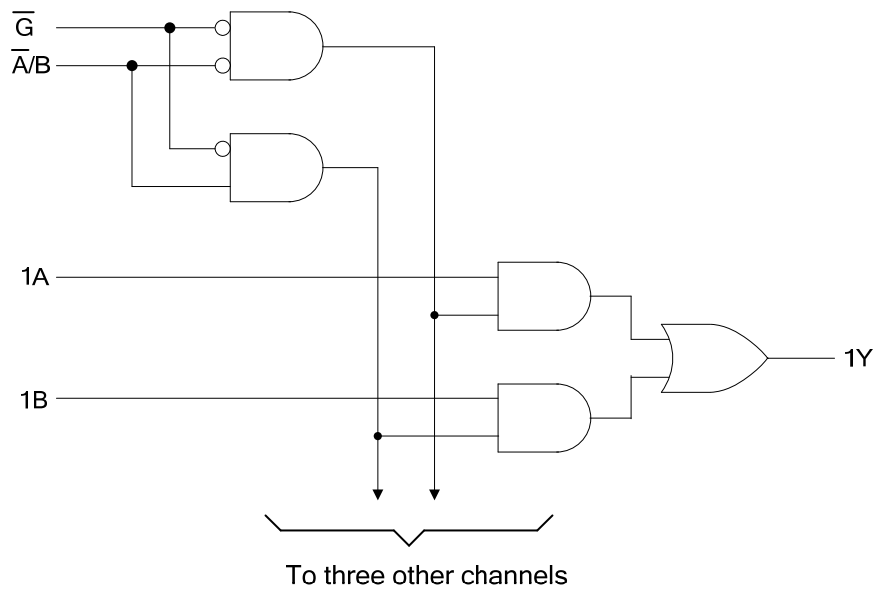 G̅
A̅/B
1A
1Y
1B
To three other channels